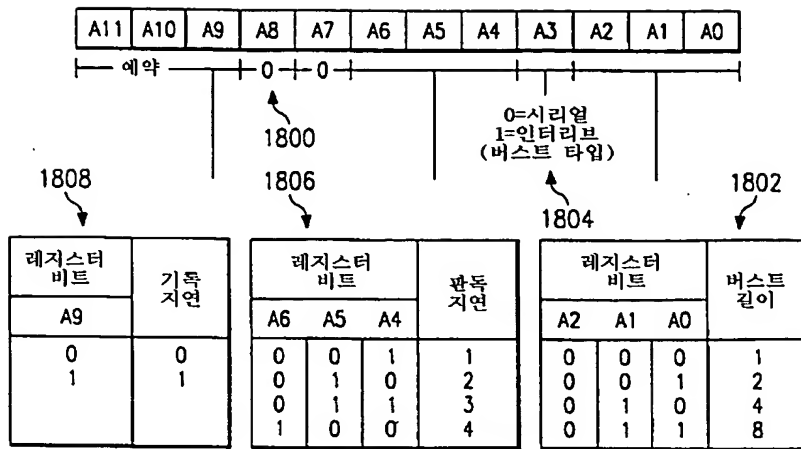 A11 A10 A9 A8 A7 A6 A5 A4 A3 A2 A1 A0
예약 0 0
0=시리얼
1=인터리브
(버스트 타입)
1800
1808
1806
1804
1802
레지스터 비트 기록 지연
A9
0 0
1 1
레지스터 비트 판독 지연
A6 A5 A4
0 0 1 1
0 1 0 2
0 1 1 3
1 0 0 4
레지스터 비트 버스트 길이
A2 A1 A0
0 0 0 1
0 0 1 2
0 1 0 4
0 1 1 8